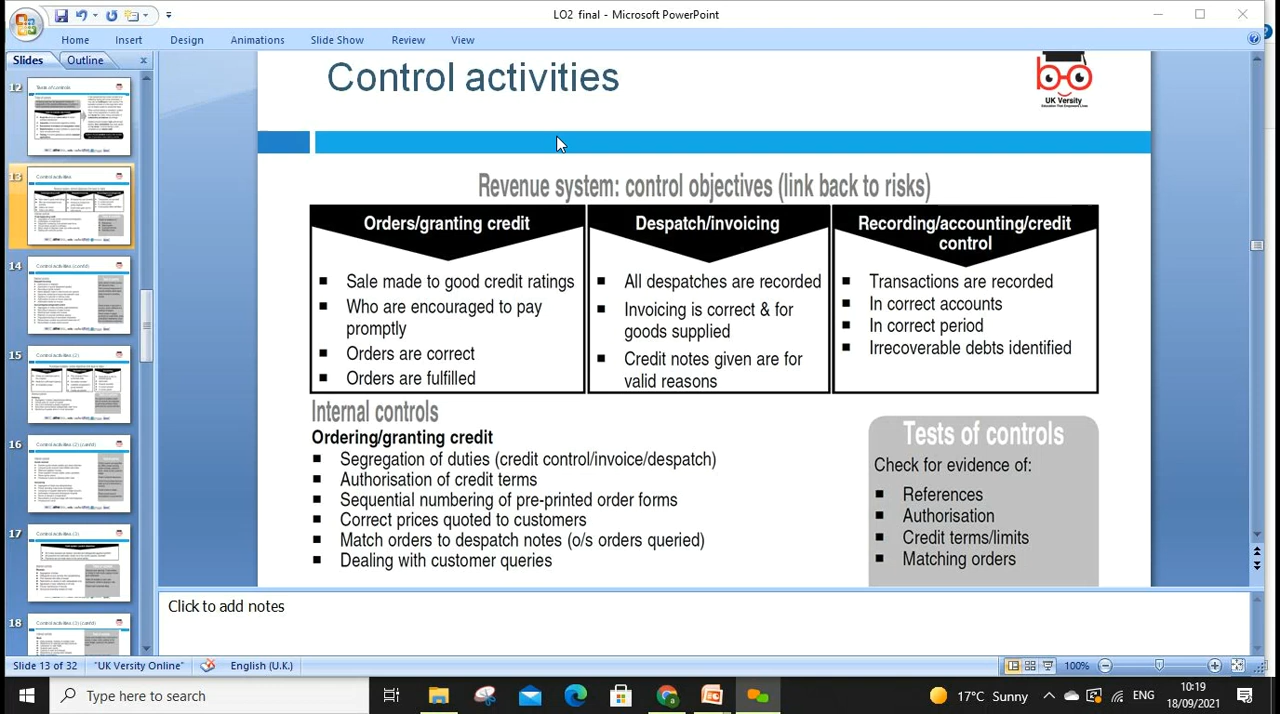 LO2 final - Microsoft PowerPoint
Home Insert Design Animations Slide Show Review View
Slides Outline
12
13
14
15
16
17
18
Control activities
UK Versity
Revenue system: control objectives (link back to risks)
Orders/granting credit
Sale made to good credit ratings
Who are encouraged to pay
promptly
Orders are correct
Orders are fulfilled
Despatch/invoicing
All despatches are recorded
Invoicing is correct and for
goods supplied
Credit notes given are for
valid reasons
Recording/accounting/credit
control
Transactions are recorded
In correct accounts
In correct period
Irrecoverable debts identified
Internal controls
Ordering/granting credit
Segregation of duties (credit control/invoice/despatch)
Authorisation of credit terms
Sequential numbering pre-printed order forms
Correct prices quoted to customers
Match orders to despatch notes (o/s orders queried)
Dealing with customer queries
Tests of controls
Check for evidence of:
References
Authorisation
Credit terms/limits
Matching orders
Click to add notes
Slide 13 of 32 "UK Versity Online" English (U.K.) 100%
Type here to search
17°C Sunny ENG 10:19
18/09/2021